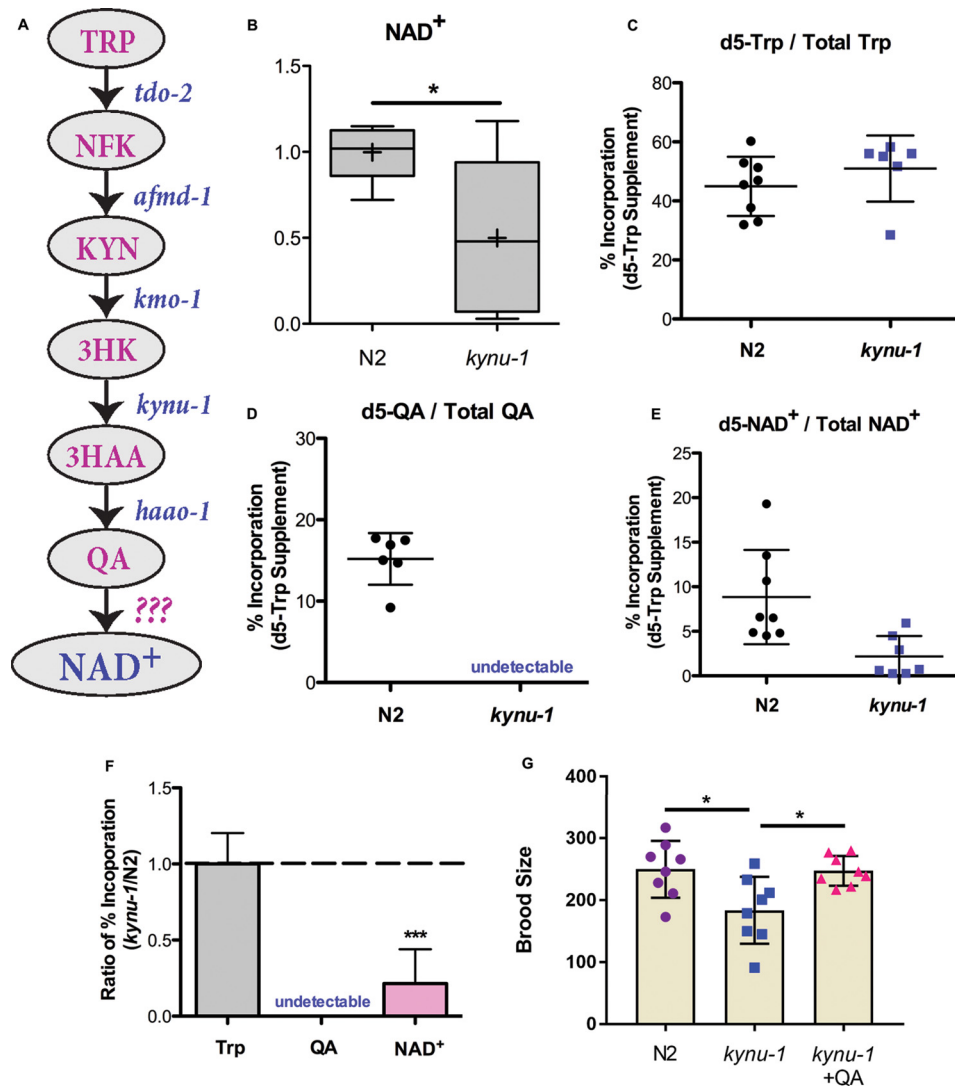 A
TRP
tdo-2
NFK
afmd-1
KYN
kmo-1
3HK
kynu-1
3HAA
haao-1
QA
???
NAD+
B
NAD+
*
1.5
1.0
0.5
0.0
N2
kynu-1
C
d5-Trp / Total Trp
% Incorporation
(d5-Trp Supplement)
80
60
40
20
0
N2
kynu-1
D
d5-QA / Total QA
% Incorporation
(d5-Trp Supplement)
30
20
10
0
undetectable
N2
kynu-1
E
d5-NAD+ / Total NAD+
% Incorporation
(d5-Trp Supplement)
25
20
15
10
5
0
N2
kynu-1
F
Ratio of % Incoporation
(kynu-1/N2)
1.5
1.0
0.5
0.0
undetectable
***
Trp
QA
NAD+
G
Brood Size
400
300
200
100
0
*
*
N2
kynu-1
kynu-1
+QA